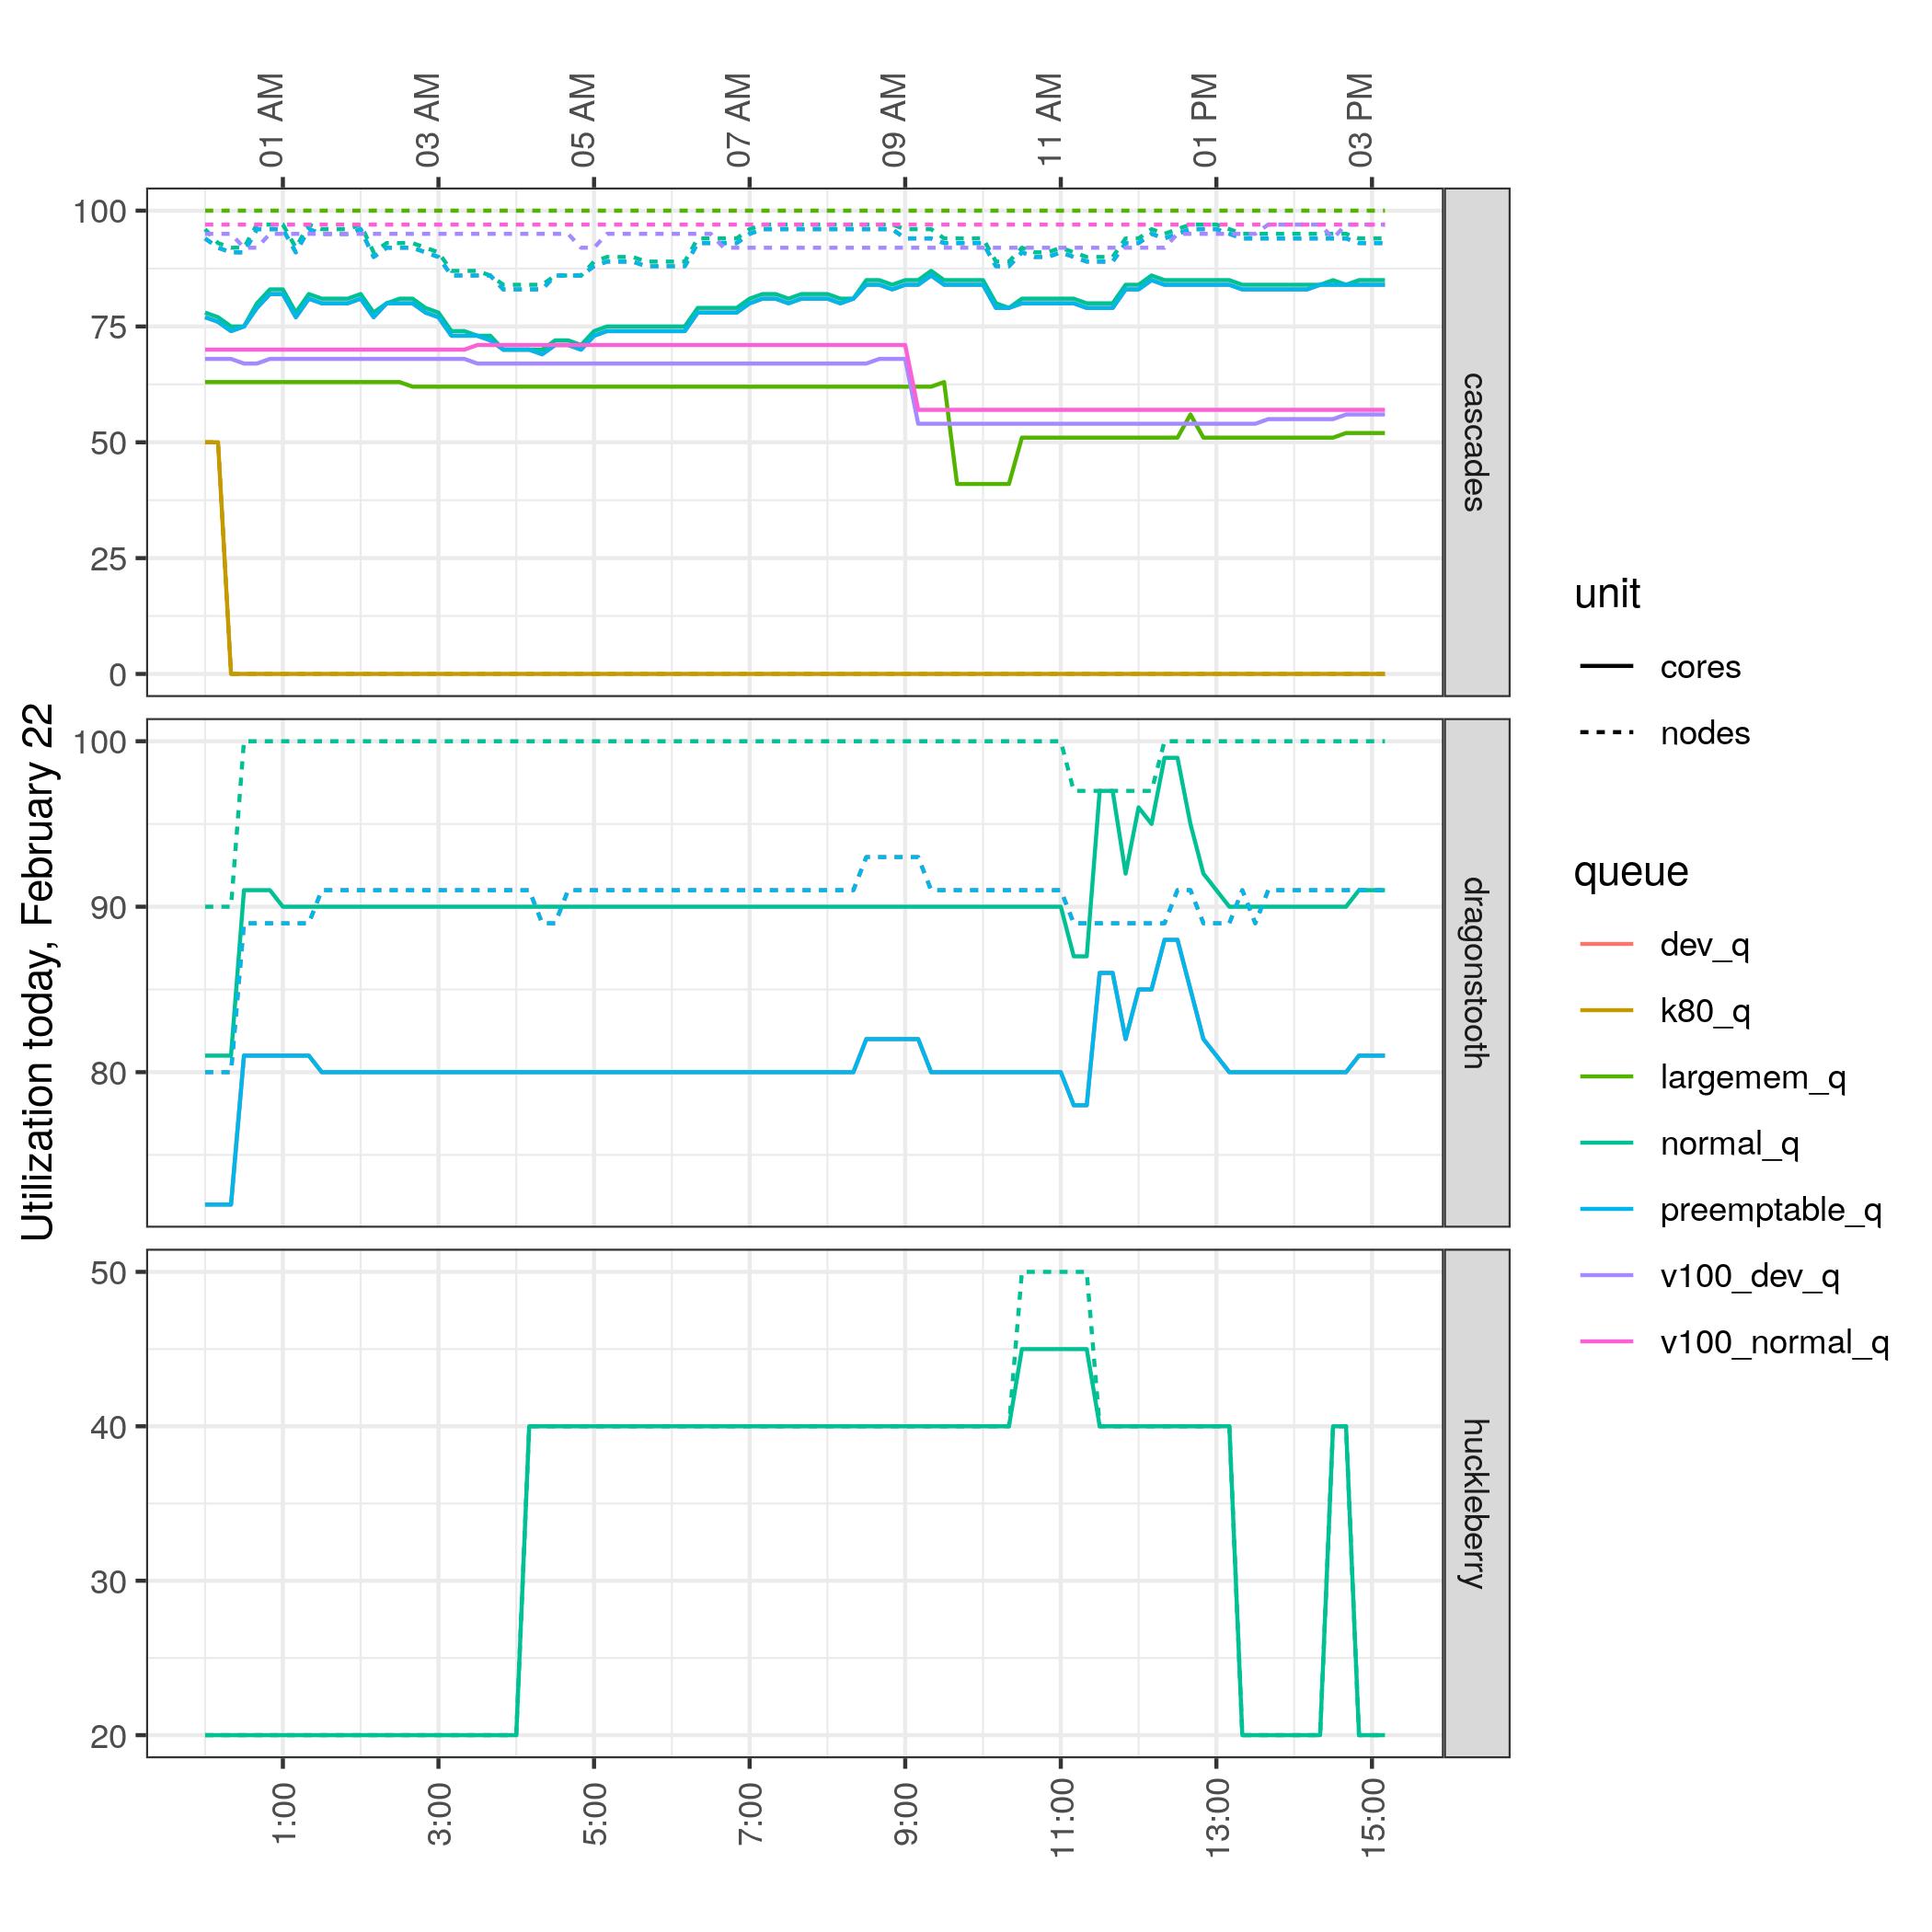 01 AM
03 AM
05 AM
07 AM
09 AM
11 AM
01 PM
03 PM
Utilization today, February 22
100
75
50
25
0
cascades
100
90
80
dragonstooth
50
40
30
20
huckleberry
1:00
3:00
5:00
7:00
9:00
11:00
13:00
15:00
unit
cores
nodes
queue
dev_q
k80_q
largemem_q
normal_q
preemptable_q
v100_dev_q
v100_normal_q